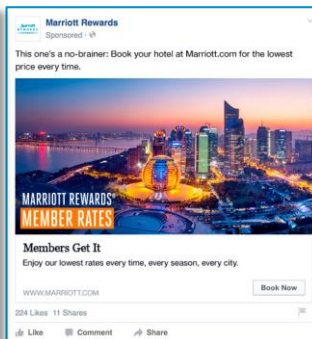 Marriott Rewards
Sponsored ·
This one's a no-brainer: Book your hotel at Marriott.com for the lowest
price every time.
MARRIOTT REWARDS®
MEMBER RATES
Members Get It
Enjoy our lowest rates every time, every season, every city.
WWW.MARRIOTT.COM
Book Now
224 Likes 11 Shares
Like Comment Share